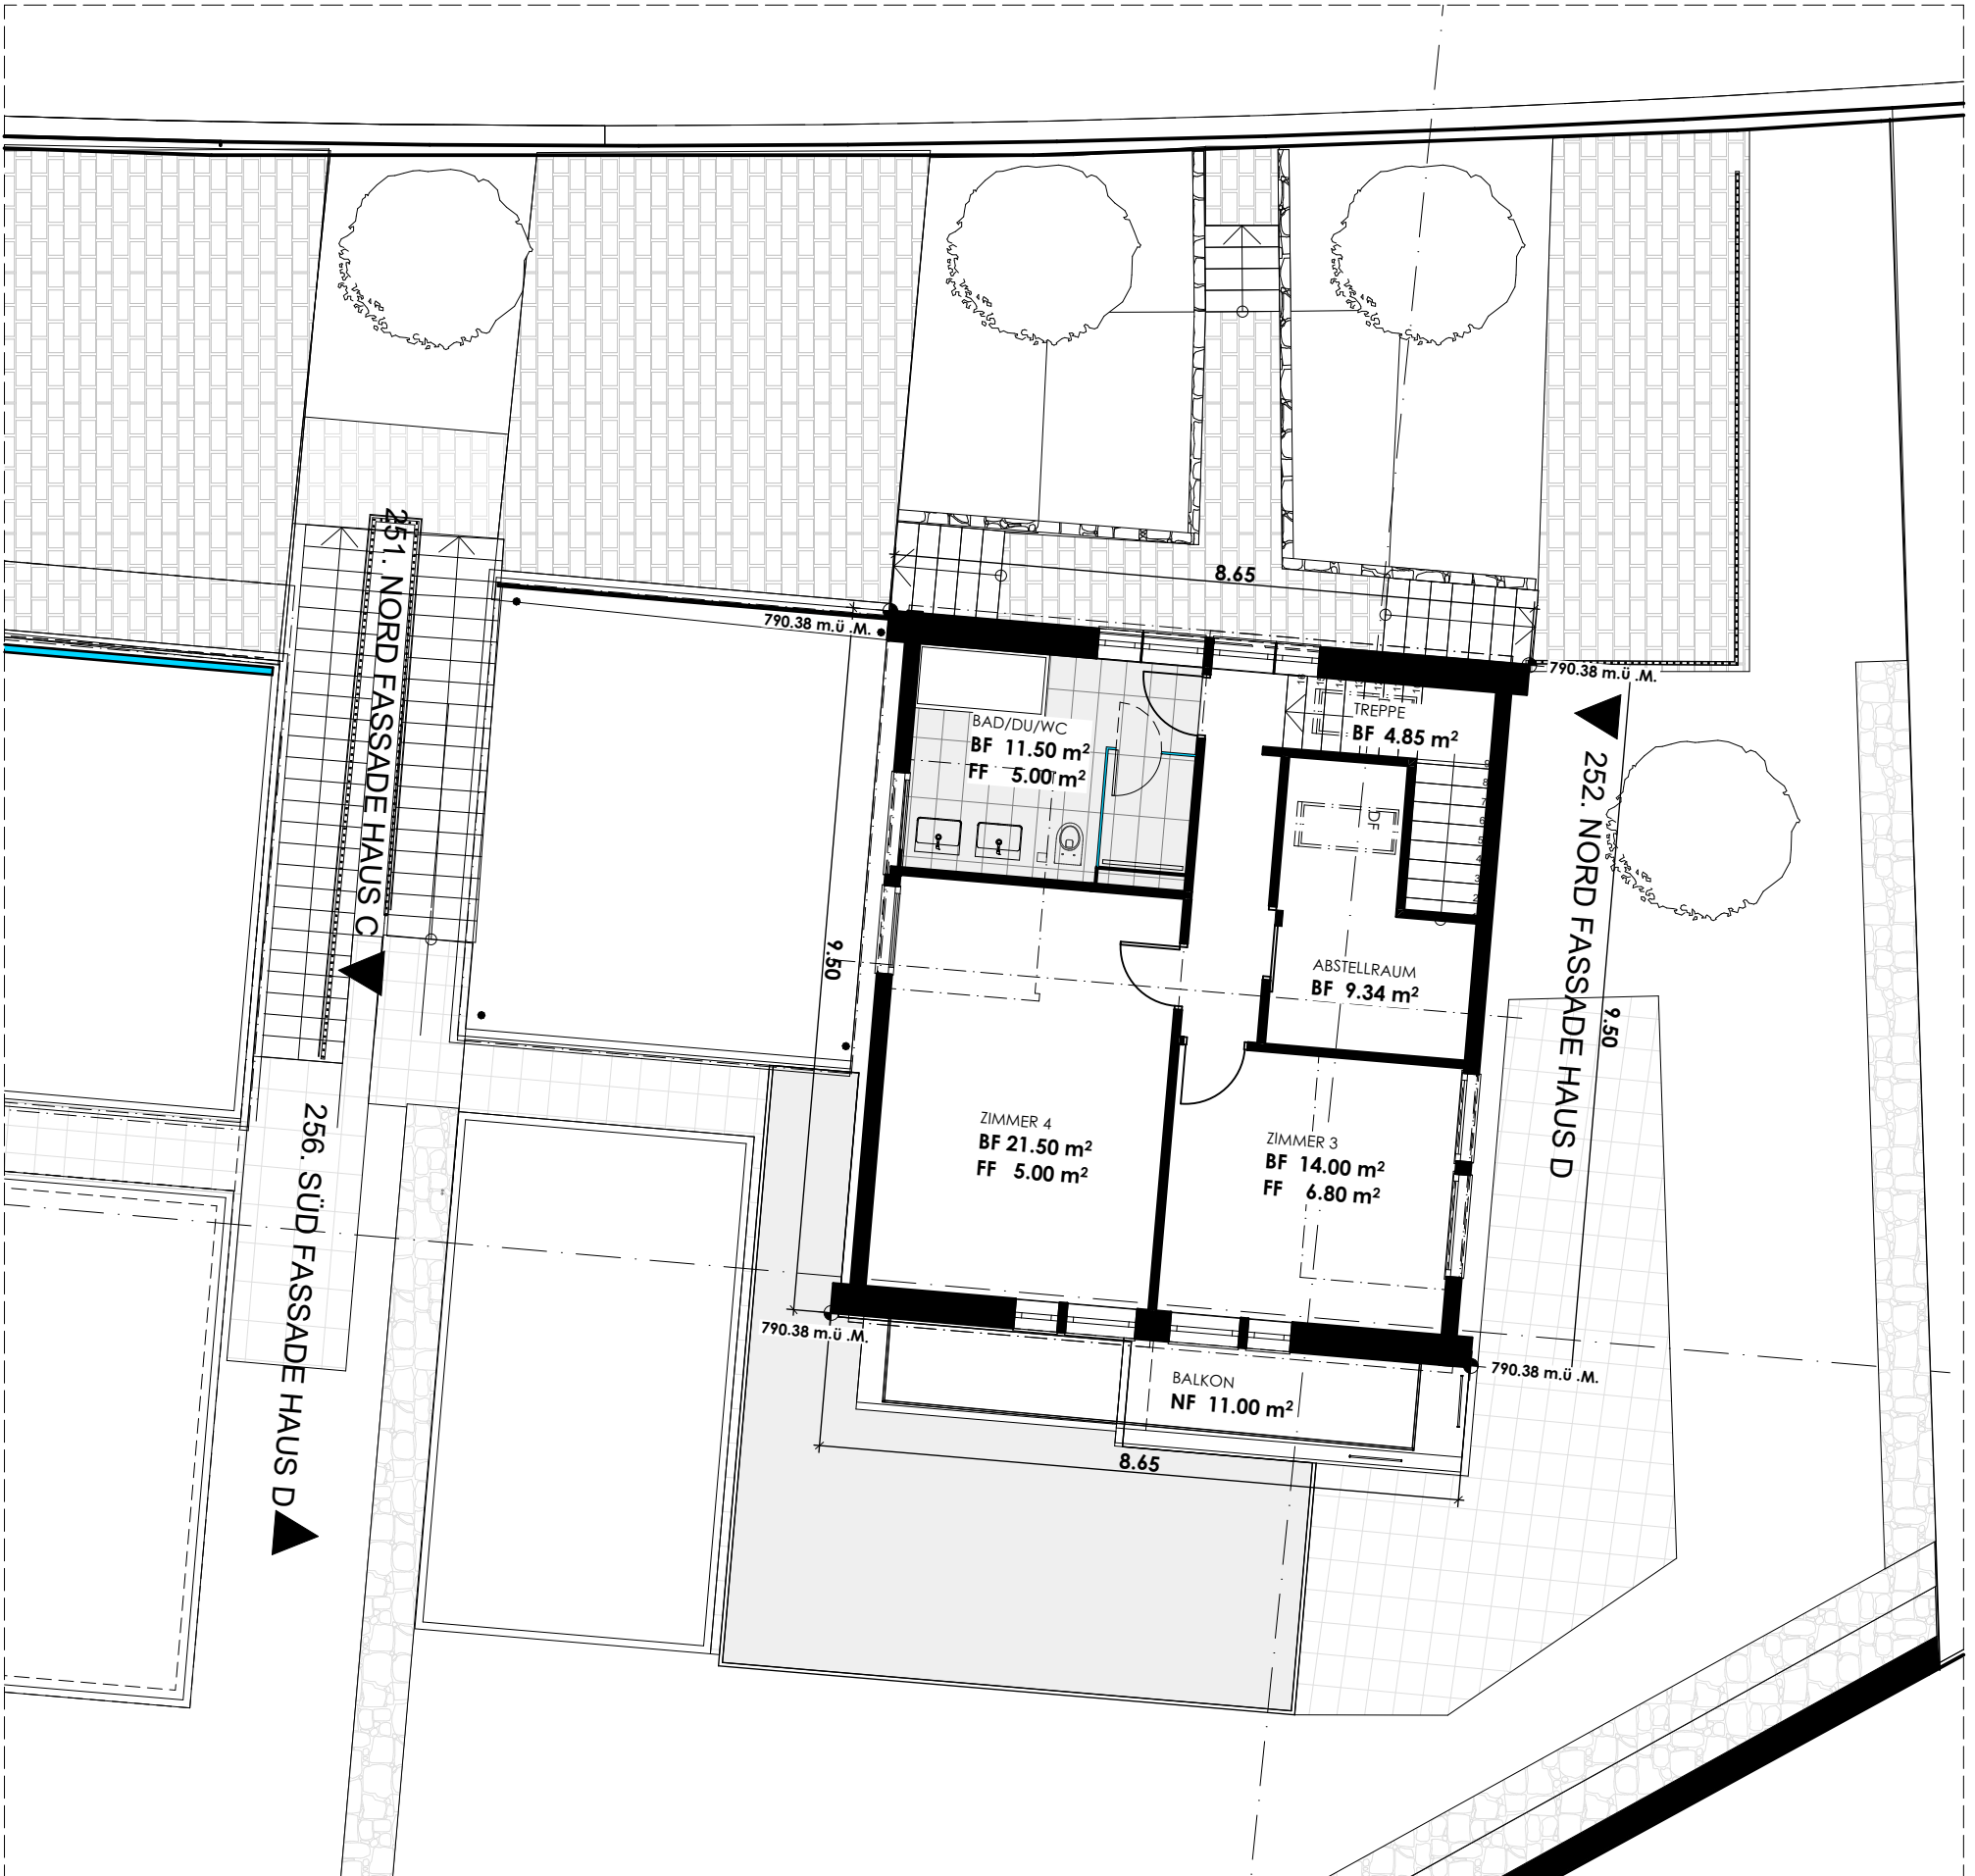 8.65
790.38 m.ü .M.
790.38 m.ü .M.
251. NORD FASSADE HAUS C
BAD/DU/WC
BF 11.50 m²
FF 5.00 m²
TREPPE
BF 4.85 m²
DF
252. NORD FASSADE HAUS D
9.50
ABSTELLRAUM
BF 9.34 m²
9.50
256. SÜD FASSADE HAUS D
ZIMMER 4
BF 21.50 m²
FF 5.00 m²
ZIMMER 3
BF 14.00 m²
FF 6.80 m²
790.38 m.ü .M.
790.38 m.ü .M.
BALKON
NF 11.00 m²
8.65